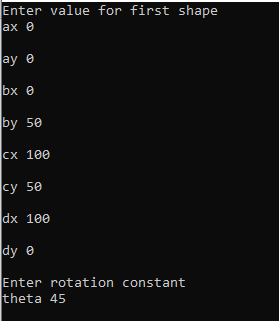 Enter value for first shape
ax 0
ay 0
bx 0
by 50
cx 100
cy 50
dx 100
dy 0
Enter rotation constant
theta 45